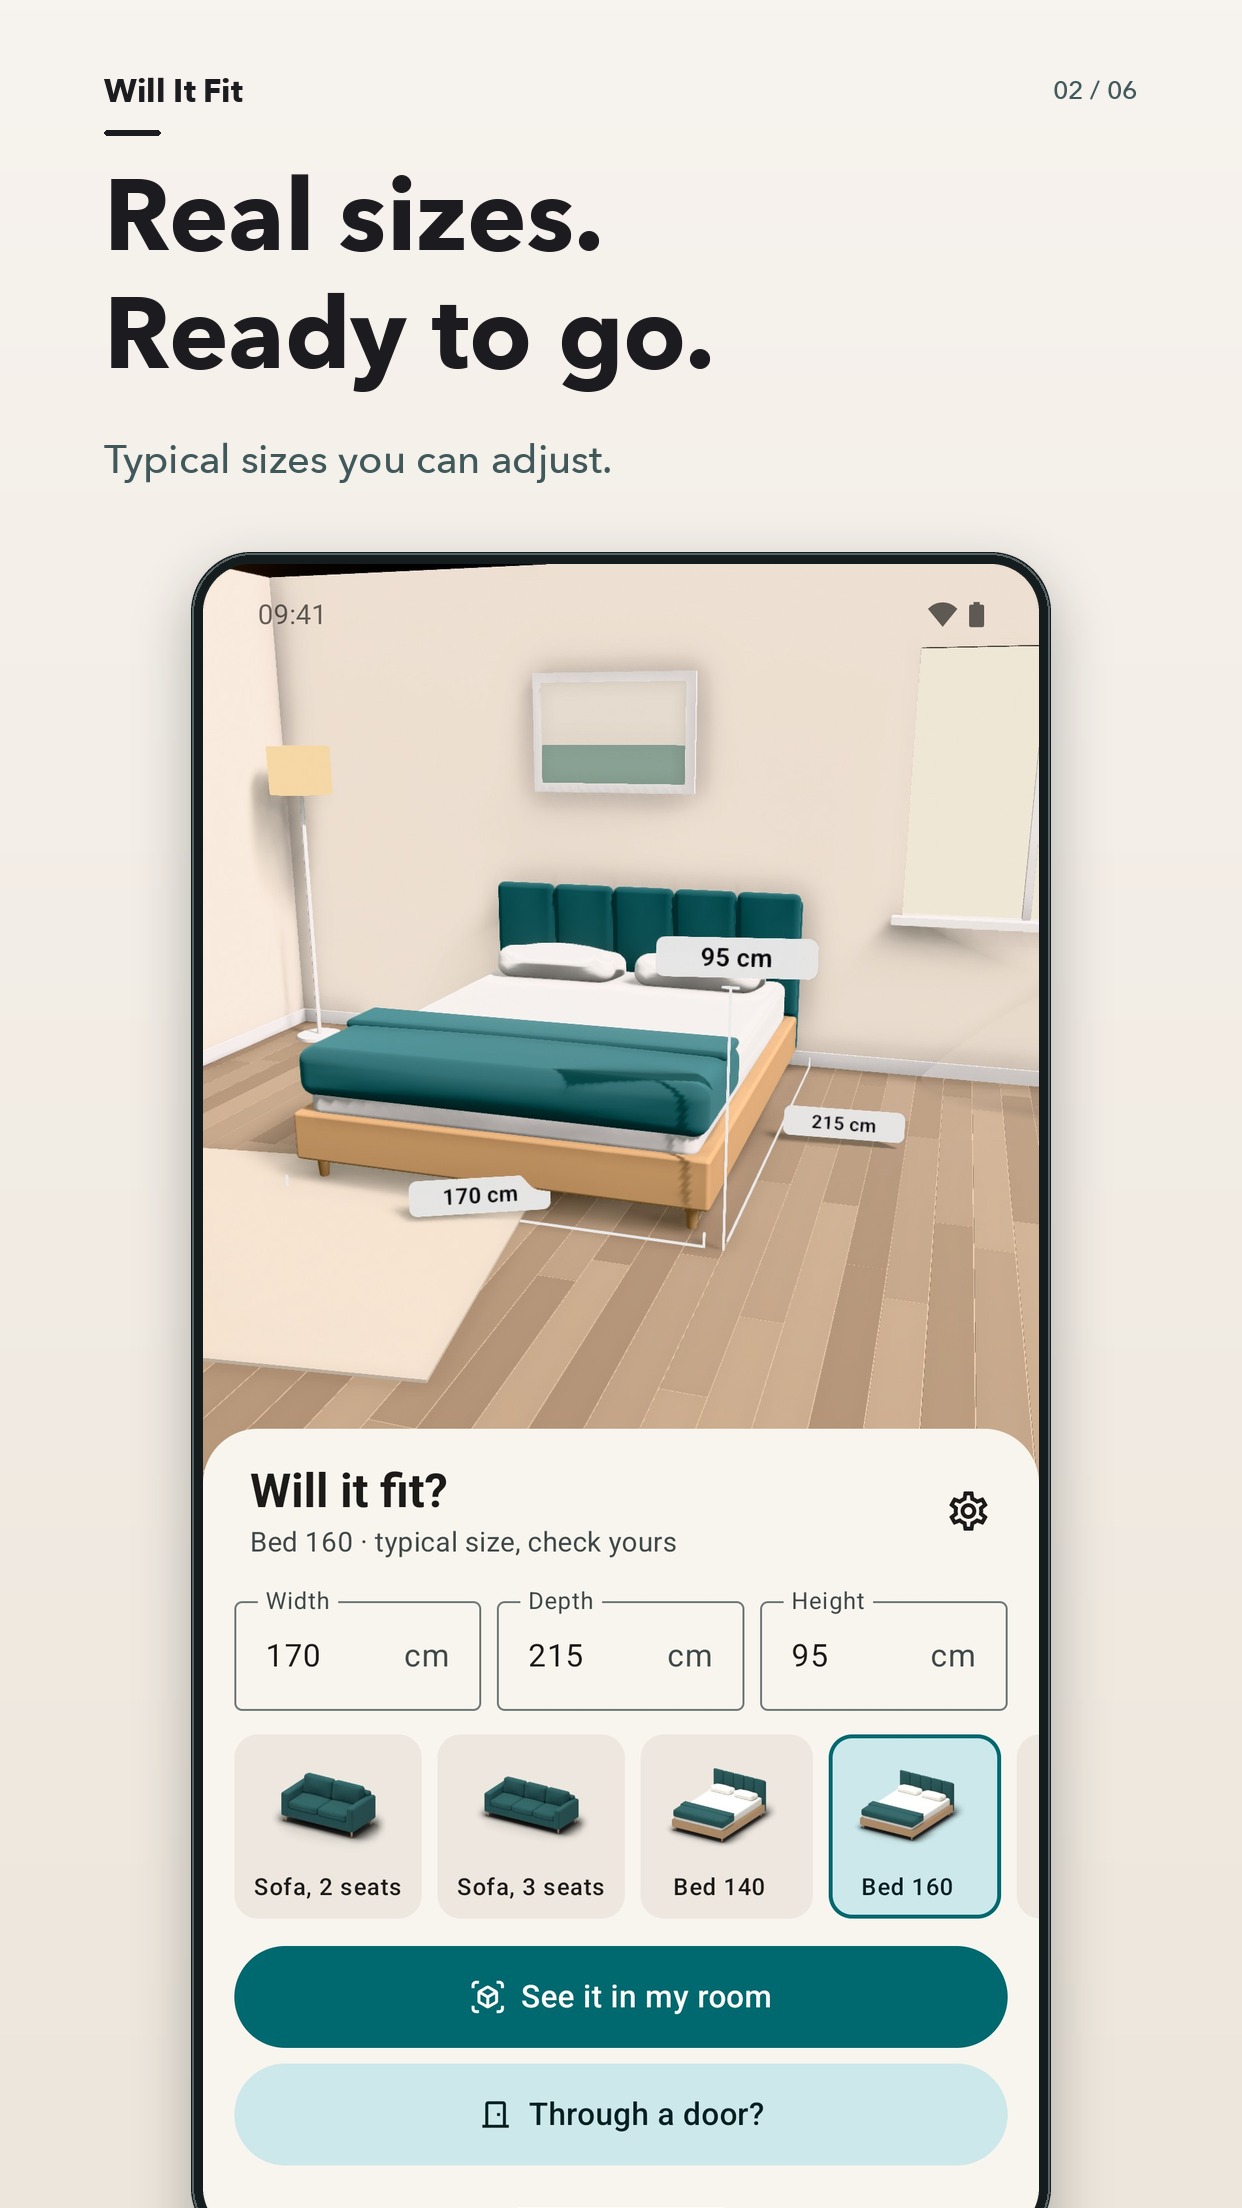 Will It Fit
02 / 06
Real sizes.
Ready to go.
Typical sizes you can adjust.
09:41
95 cm
215 cm
170 cm
Will it fit?
Bed 160 · typical size, check yours
Width
Depth
Height
170 cm
215 cm
95 cm
Sofa, 2 seats
Sofa, 3 seats
Bed 140
Bed 160
See it in my room
Through a door?